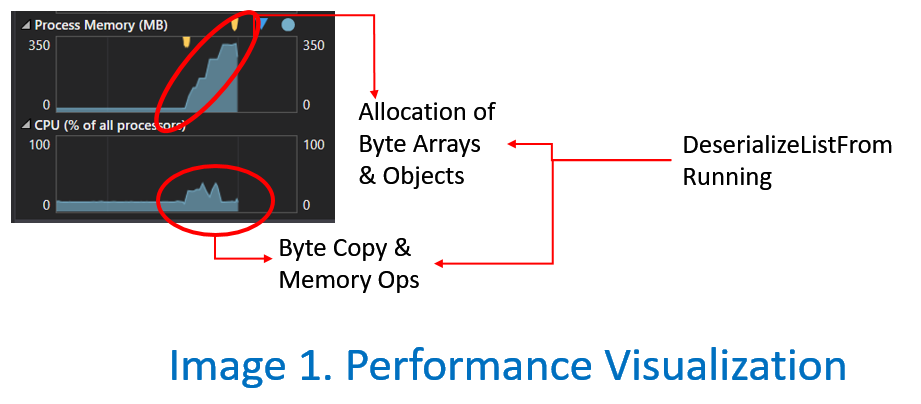 Process Memory (MB)
350
350
0
0
CPU (% of all processors)
100
100
0
0
Allocation of
Byte Arrays
& Objects
DeserializeListFrom
Running
Byte Copy &
Memory Ops
Image 1. Performance Visualization